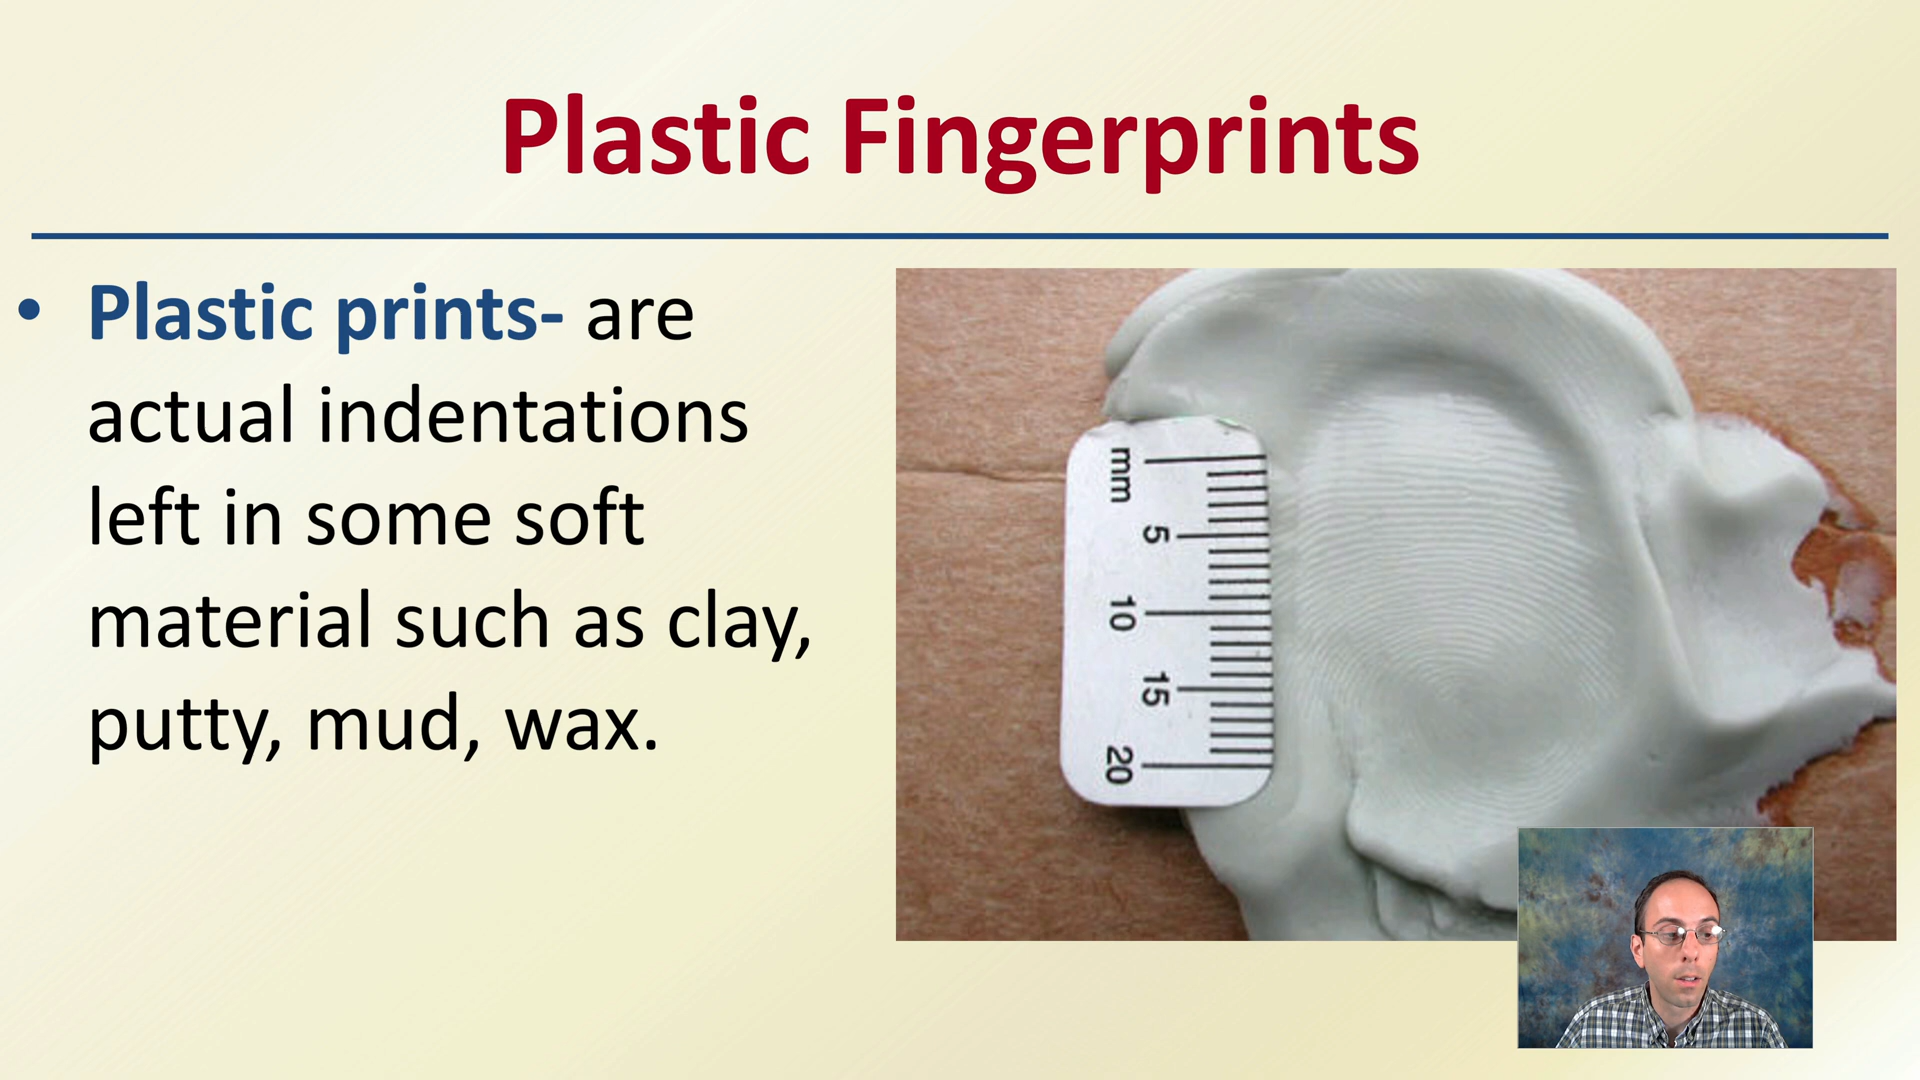 Plastic Fingerprints
• Plastic prints- are
actual indentations
left in some soft
material such as clay,
putty, mud, wax.
mm
5
10
15
20